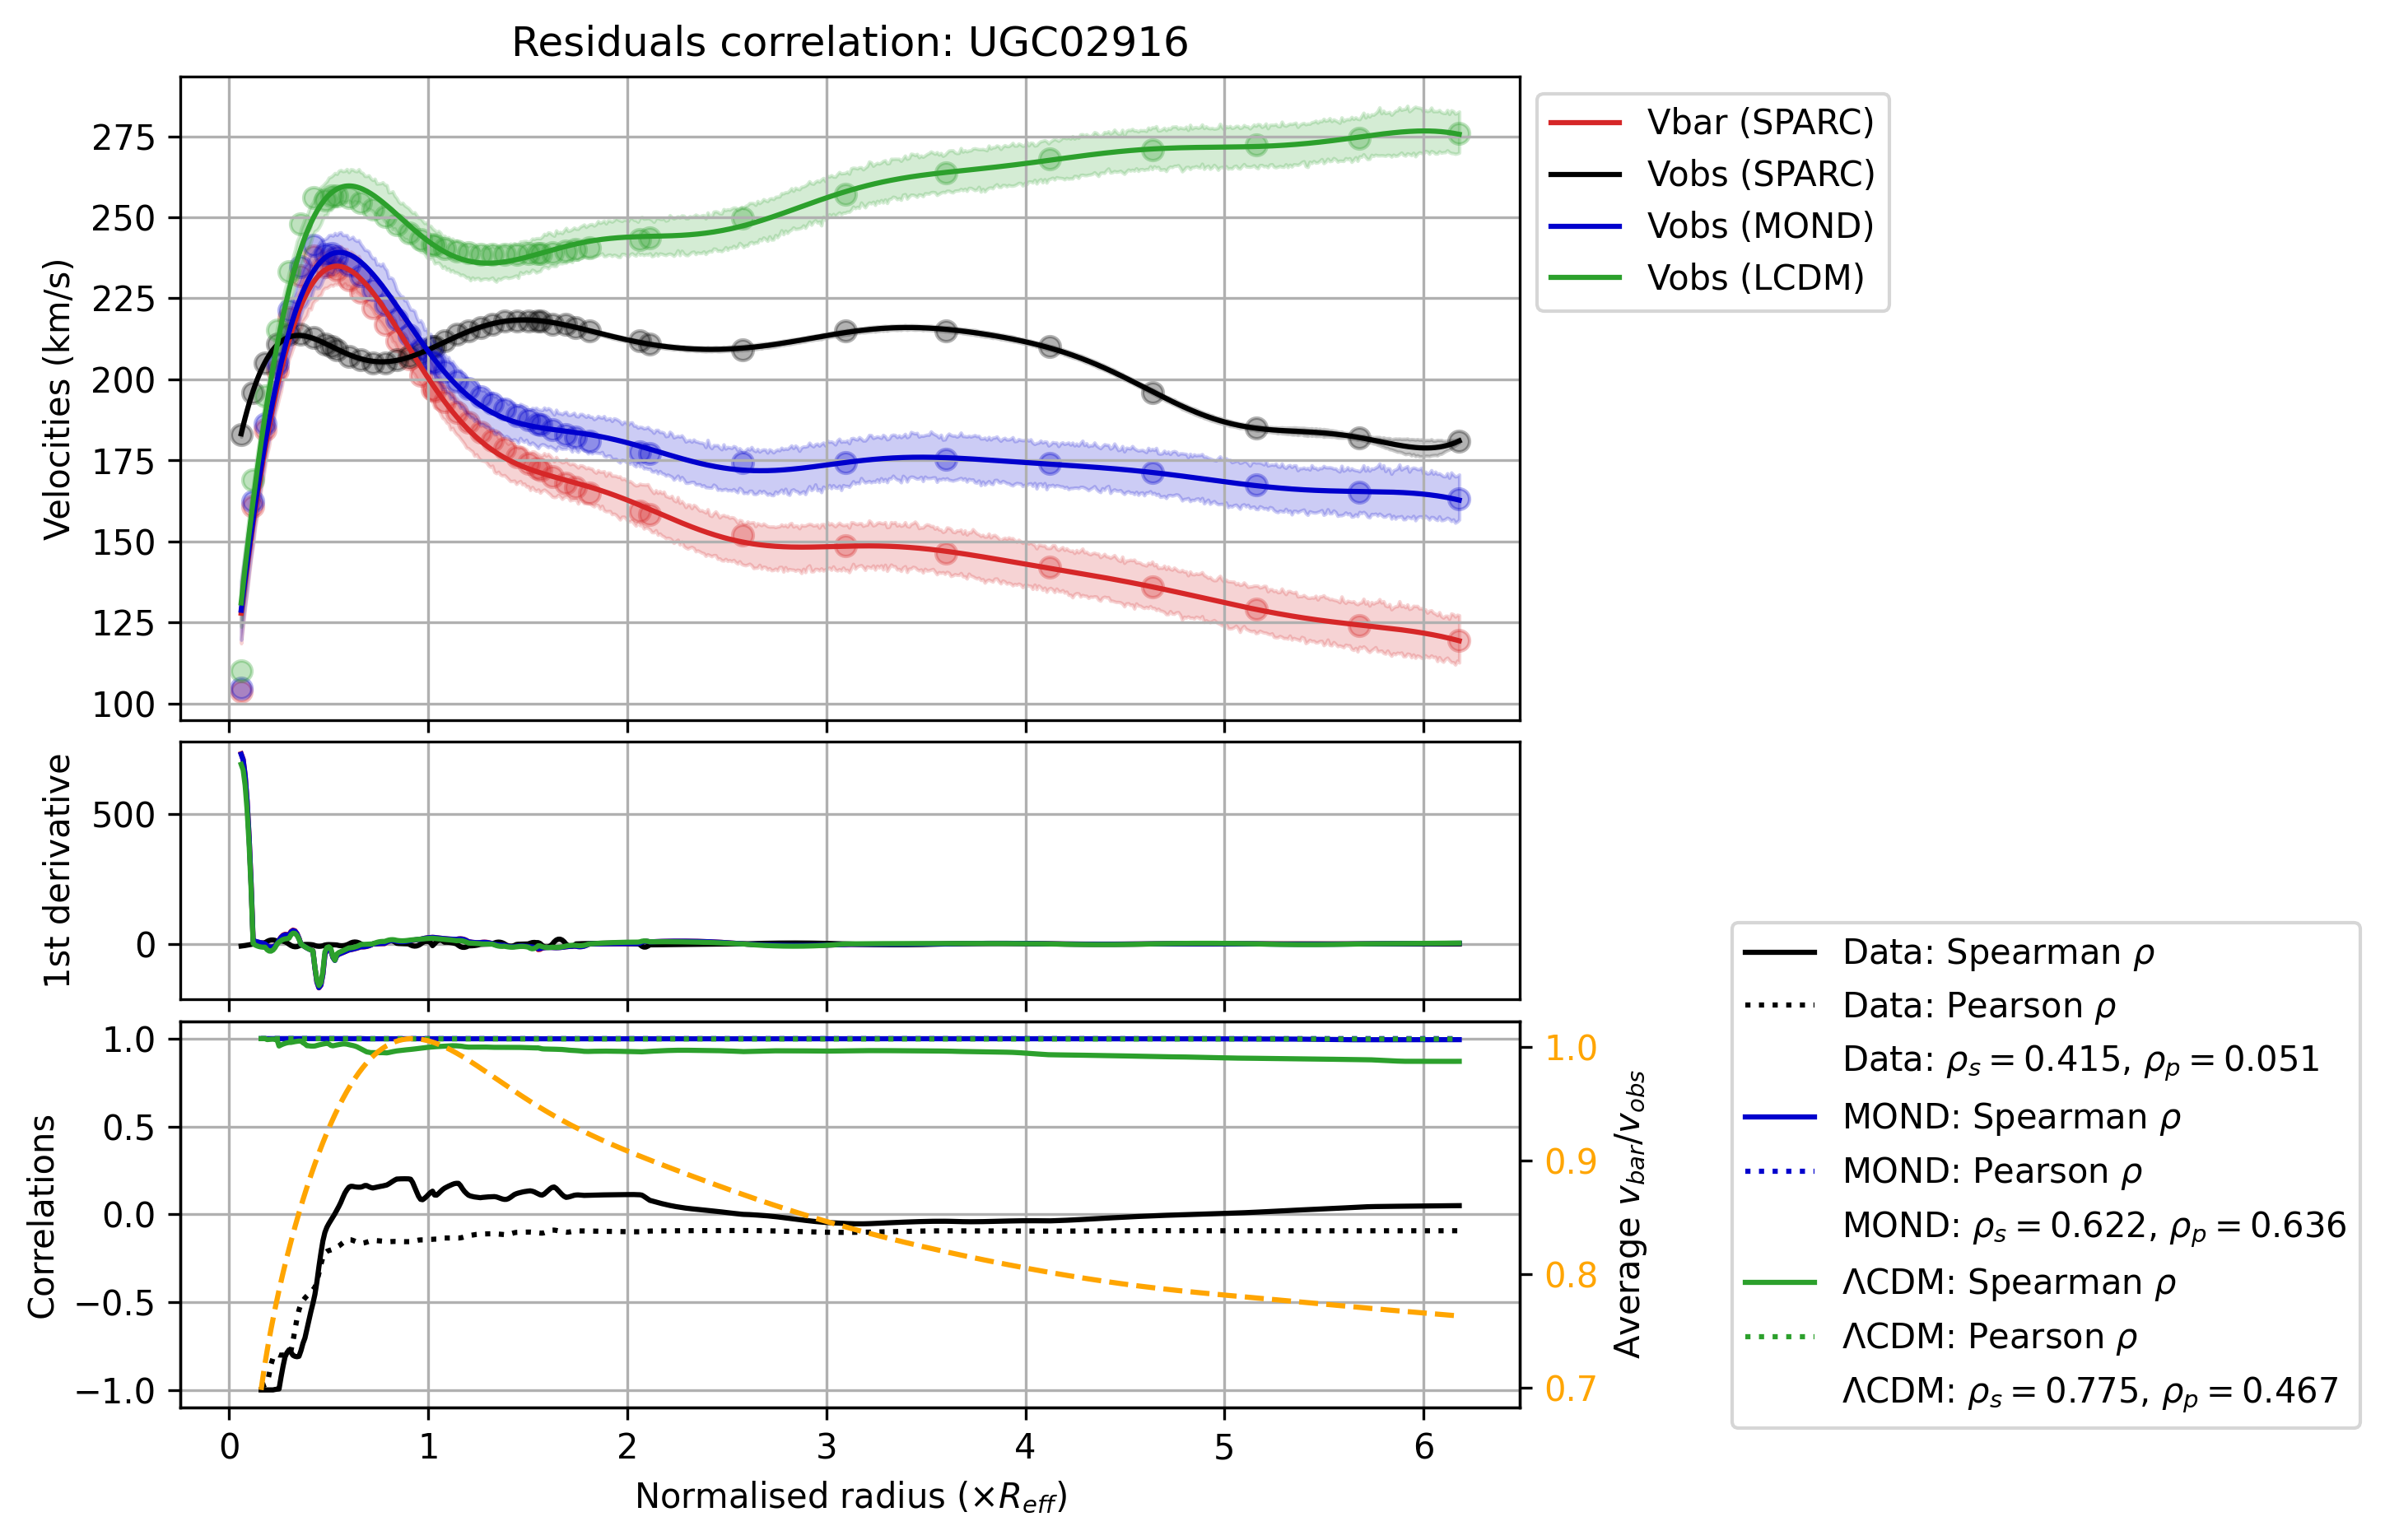 Residuals correlation: UGC02916
Velocities (km/s)
275
250
225
200
175
150
125
100
Vbar (SPARC)
Vobs (SPARC)
Vobs (MOND)
Vobs (LCDM)
1st derivative
500
0
Correlations
1.0
0.5
0.0
−0.5
−1.0
1.0
0.9
0.8
0.7
Average v_bar/v_obs
0 1 2 3 4 5 6
Normalised radius (×R_eff)
Data: Spearman ρ
Data: Pearson ρ
Data: ρ_s = 0.415, ρ_p = 0.051
MOND: Spearman ρ
MOND: Pearson ρ
MOND: ρ_s = 0.622, ρ_p = 0.636
ΛCDM: Spearman ρ
ΛCDM: Pearson ρ
ΛCDM: ρ_s = 0.775, ρ_p = 0.467